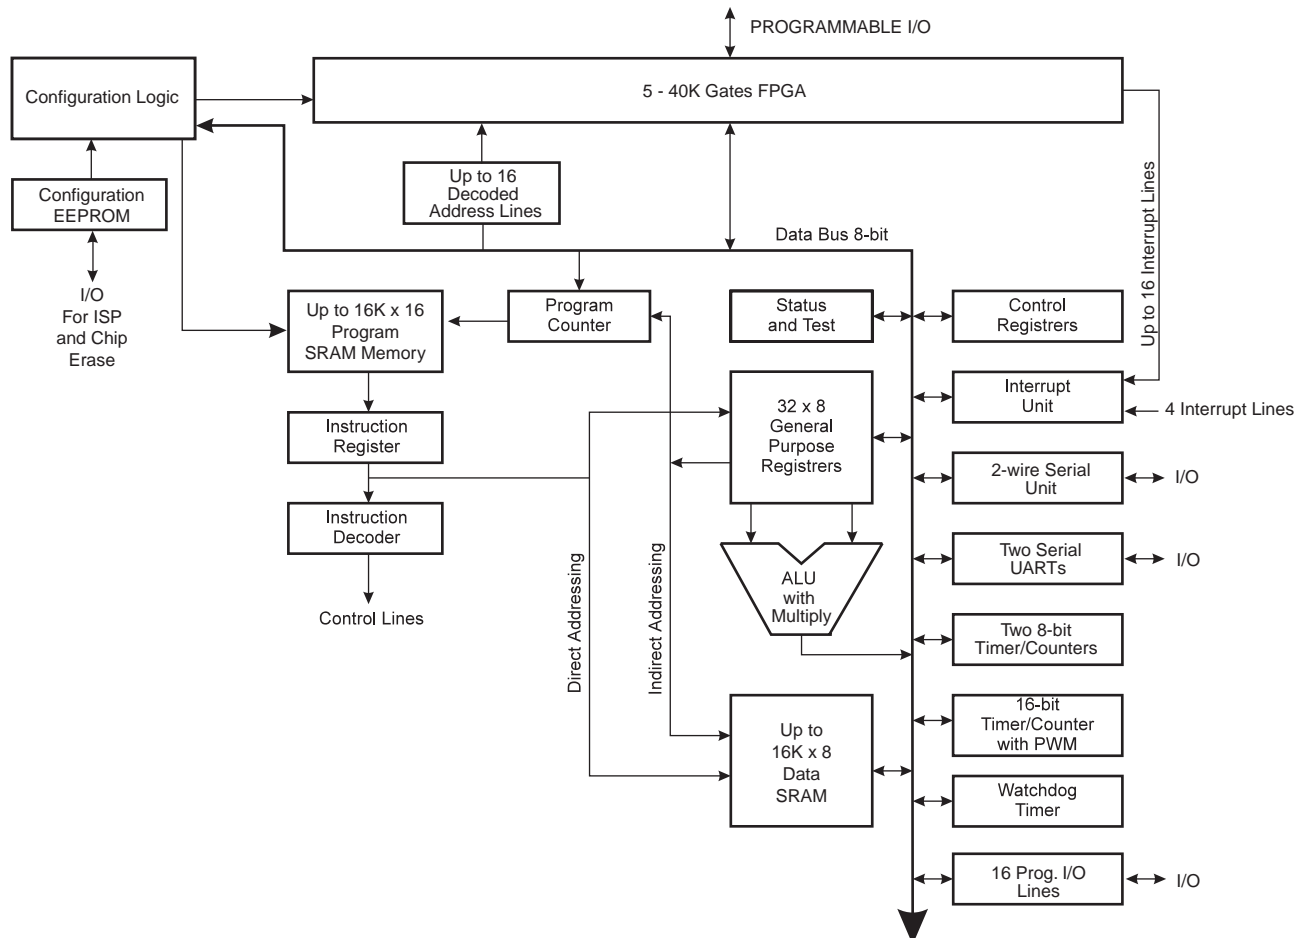 PROGRAMMABLE I/O
Configuration Logic
5 - 40K Gates FPGA
Up to 16
Decoded
Address Lines
Configuration
EEPROM
Data Bus 8-bit
Up to 16 Interrupt Lines
I/O
For ISP
and Chip
Erase
Up to 16K x 16
Program
SRAM Memory
Program
Counter
Status
and Test
Control
Registrers
Interrupt
Unit
4 Interrupt Lines
Instruction
Register
32 x 8
General
Purpose
Registrers
2-wire Serial
Unit
I/O
Instruction
Decoder
Two Serial
UARTs
I/O
ALU
with
Multiply
Control Lines
Direct Addressing
Indirect Addressing
Two 8-bit
Timer/Counters
Up to
16K x 8
Data
SRAM
16-bit
Timer/Counter
with PWM
Watchdog
Timer
16 Prog. I/O
Lines
I/O